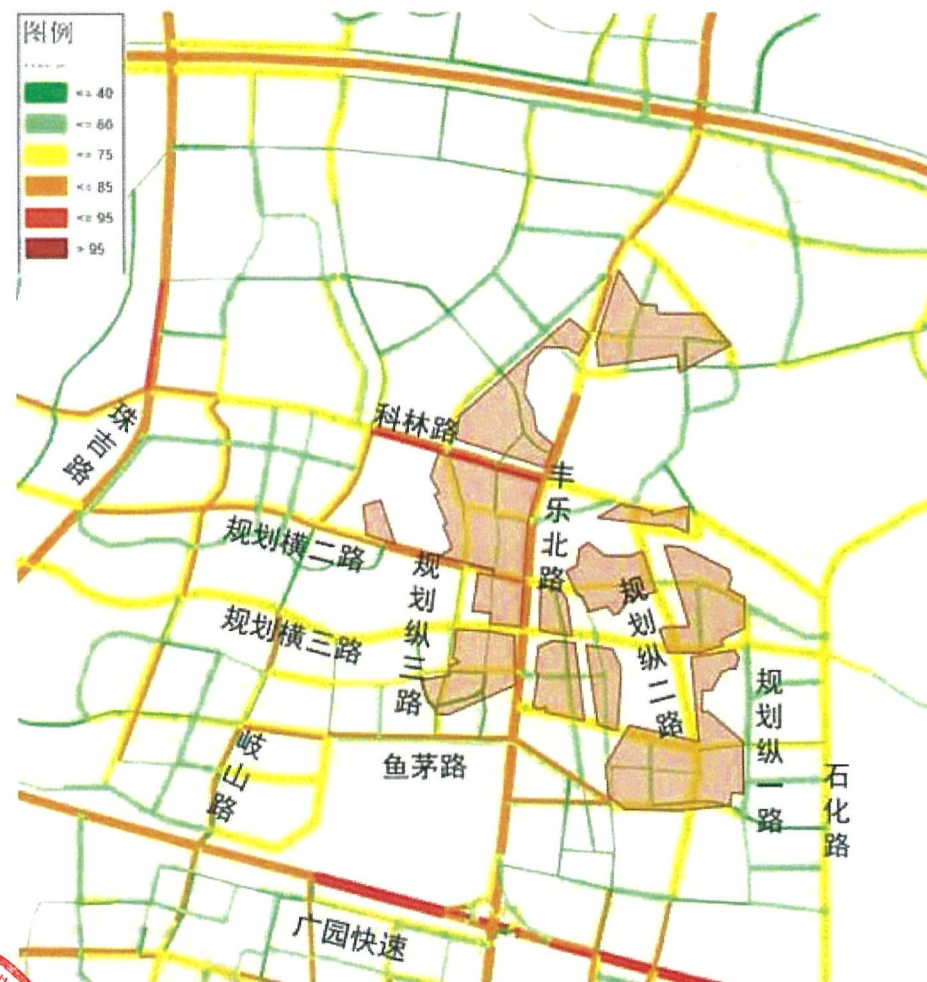 图例
<= 40
<= 60
<= 75
<= 85
<= 95
> 95
科林路
珠吉路
丰乐北路
规划横二路
规划纵三路
规划纵二路
规划横三路
规划纵一路
岐山路
鱼茅路
石化路
广园快速